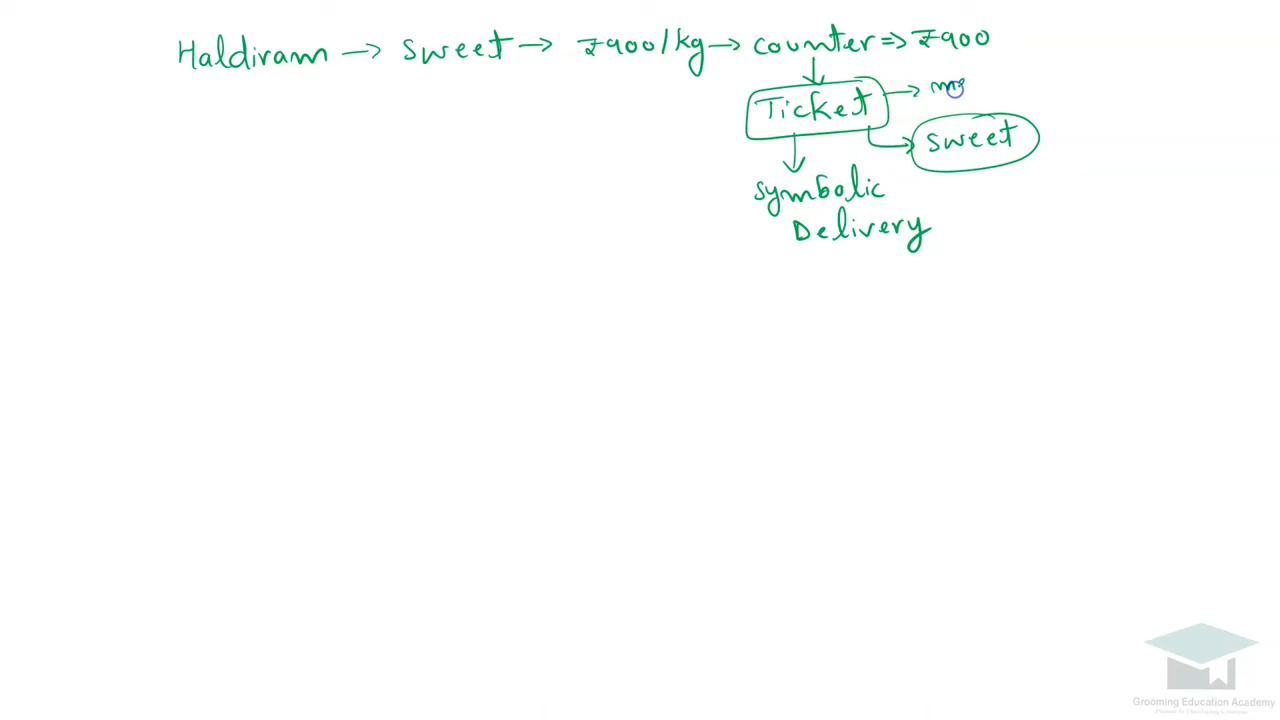 Haldiram → sweet → ₹900/kg → counter ⇒ ₹900
Ticket →
sweet
symbolic
Delivery
Grooming Education Academy